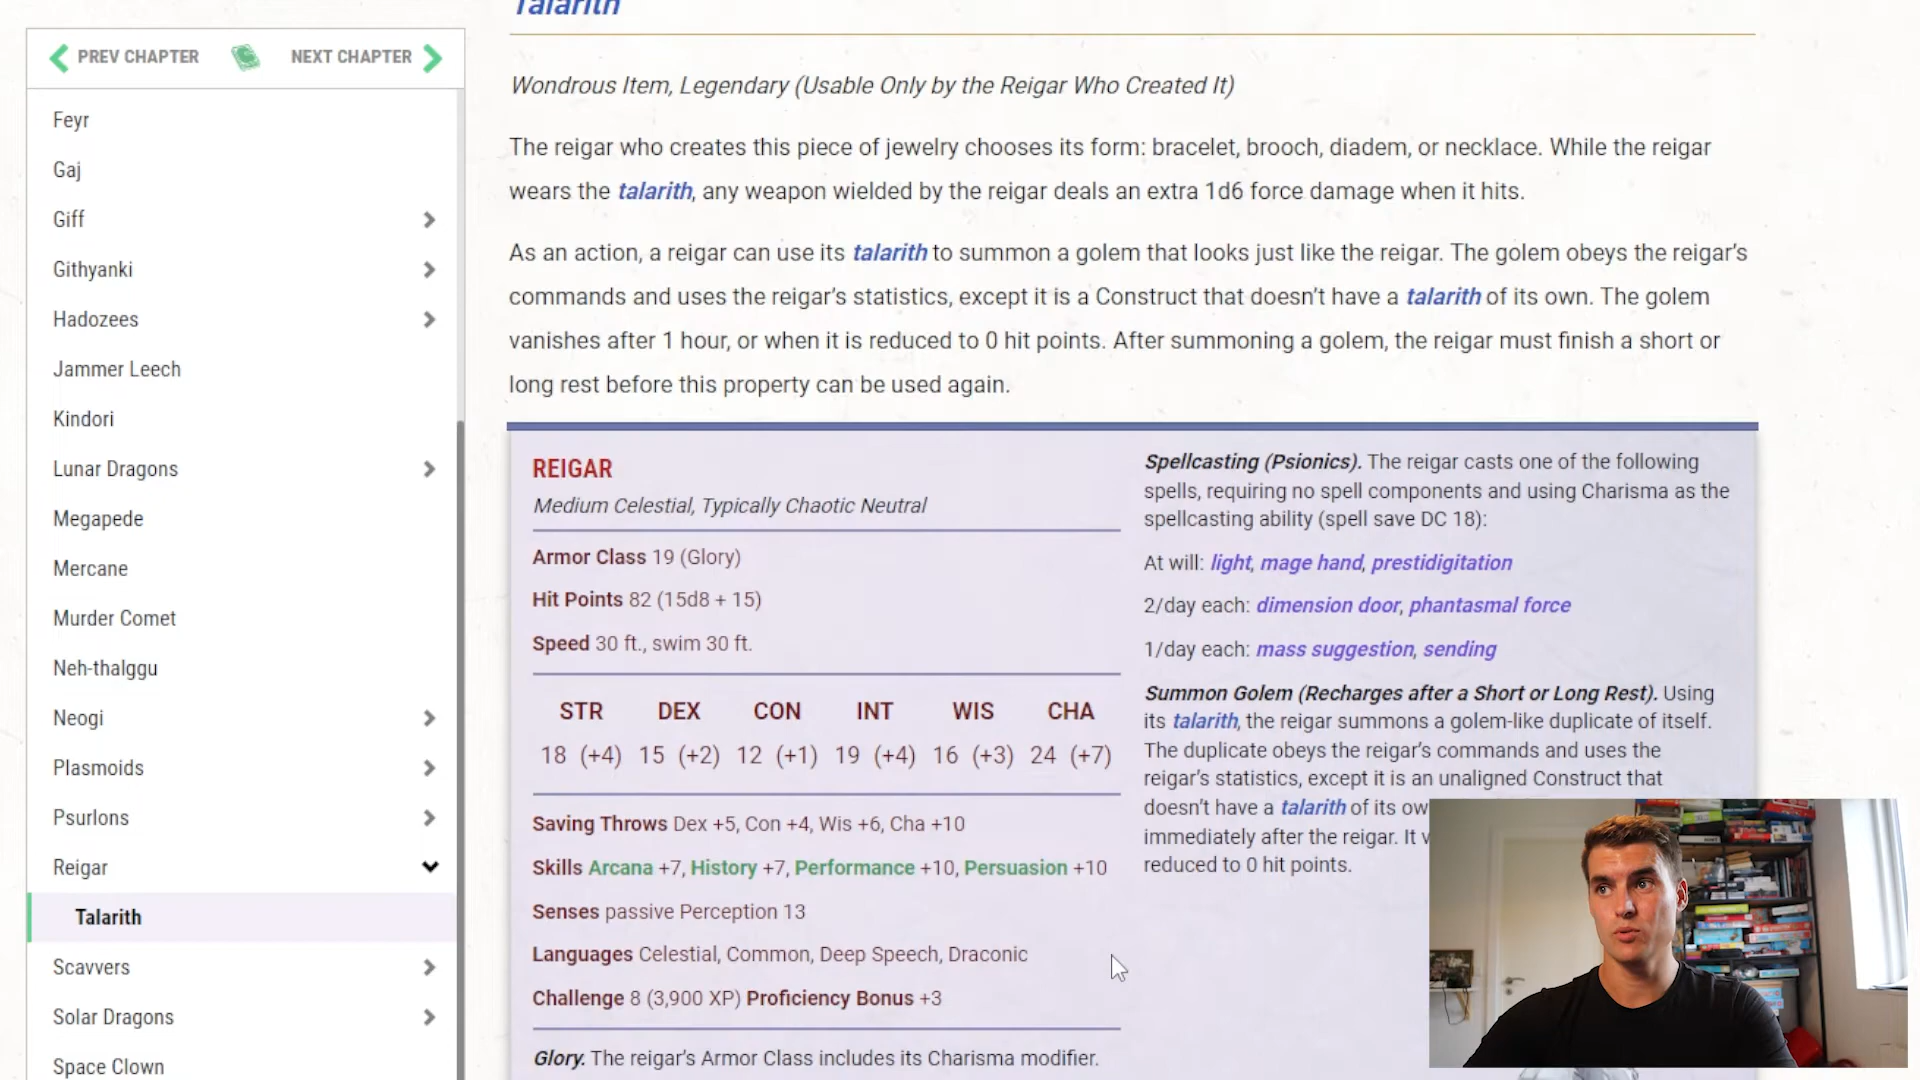 Talarith
PREV CHAPTER
NEXT CHAPTER
Feyr
Gaj
Giff
Githyanki
Hadozees
Jammer Leech
Kindori
Lunar Dragons
Megapede
Mercane
Murder Comet
Neh-thalggu
Neogi
Plasmoids
Psurlons
Reigar
Talarith
Scavvers
Solar Dragons
Space Clown
Wondrous Item, Legendary (Usable Only by the Reigar Who Created It)
The reigar who creates this piece of jewelry chooses its form: bracelet, brooch, diadem, or necklace. While the reigar
wears the talarith, any weapon wielded by the reigar deals an extra 1d6 force damage when it hits.
As an action, a reigar can use its talarith to summon a golem that looks just like the reigar. The golem obeys the reigar's
commands and uses the reigar's statistics, except it is a Construct that doesn't have a talarith of its own. The golem
vanishes after 1 hour, or when it is reduced to 0 hit points. After summoning a golem, the reigar must finish a short or
long rest before this property can be used again.
REIGAR
Medium Celestial, Typically Chaotic Neutral
Armor Class 19 (Glory)
Hit Points 82 (15d8 + 15)
Speed 30 ft., swim 30 ft.
STR DEX CON INT WIS CHA
18 (+4) 15 (+2) 12 (+1) 19 (+4) 16 (+3) 24 (+7)
Saving Throws Dex +5, Con +4, Wis +6, Cha +10
Skills Arcana +7, History +7, Performance +10, Persuasion +10
Senses passive Perception 13
Languages Celestial, Common, Deep Speech, Draconic
Challenge 8 (3,900 XP) Proficiency Bonus +3
Glory. The reigar's Armor Class includes its Charisma modifier.
Spellcasting (Psionics). The reigar casts one of the following
spells, requiring no spell components and using Charisma as the
spellcasting ability (spell save DC 18):
At will: light, mage hand, prestidigitation
2/day each: dimension door, phantasmal force
1/day each: mass suggestion, sending
Summon Golem (Recharges after a Short or Long Rest). Using
its talarith, the reigar summons a golem-like duplicate of itself.
The duplicate obeys the reigar's commands and uses the
reigar's statistics, except it is an unaligned Construct that
doesn't have a talarith of its ow
immediately after the reigar. It v
reduced to 0 hit points.